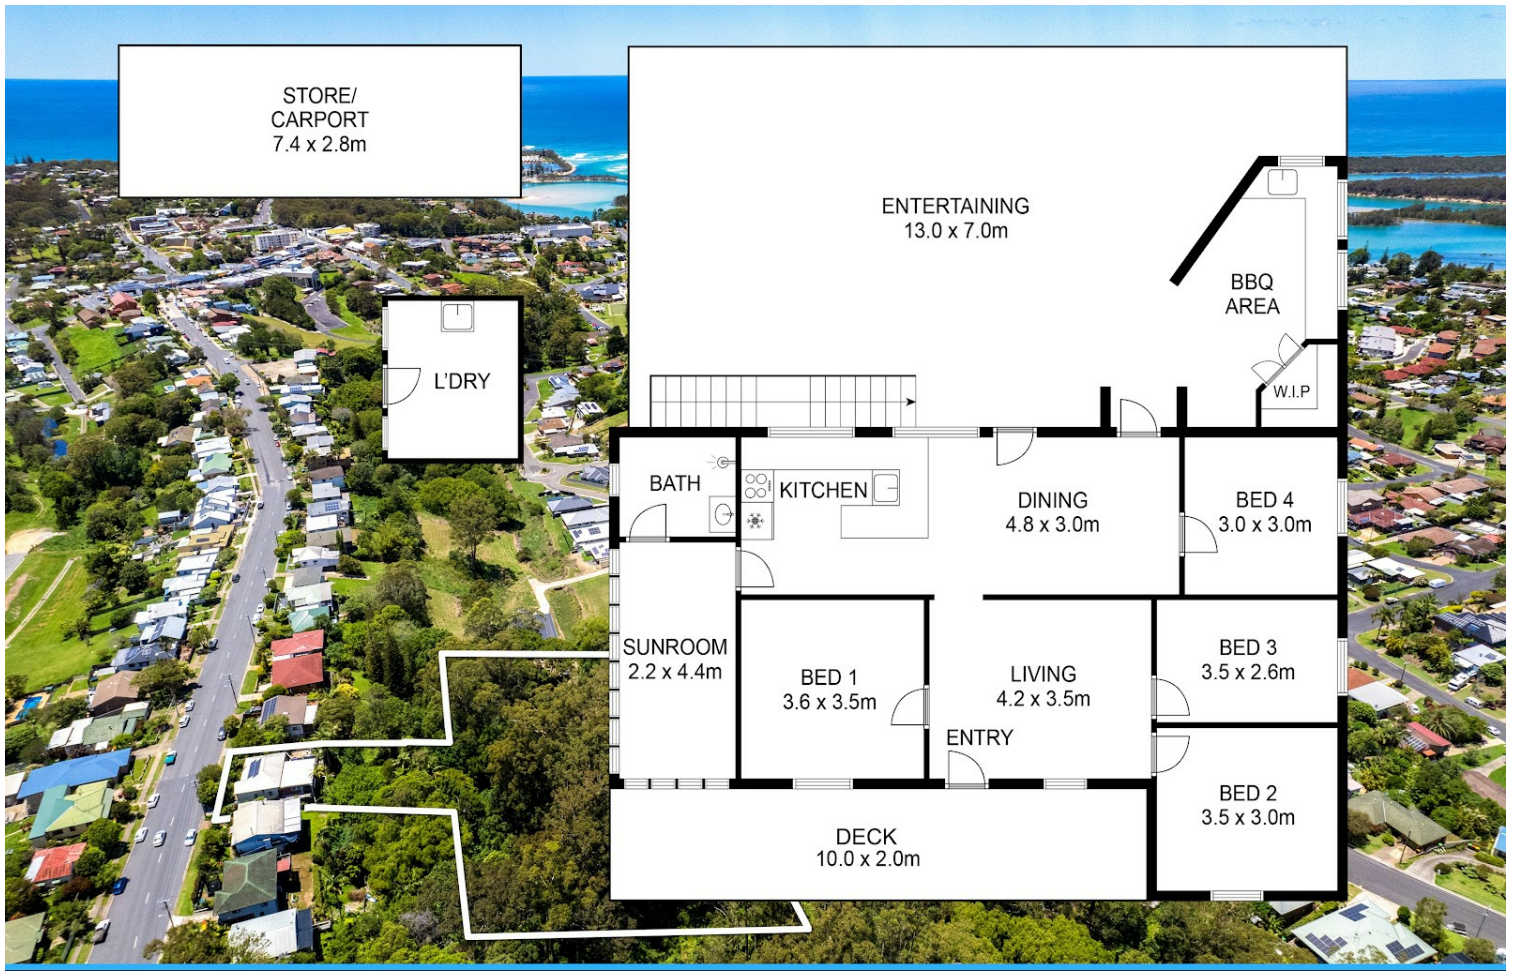 STORE/
CARPORT
7.4 x 2.8m
ENTERTAINING
13.0 x 7.0m
BBQ
AREA
W.I.P
L'DRY
BATH
KITCHEN
DINING
4.8 x 3.0m
BED 4
3.0 x 3.0m
SUNROOM
2.2 x 4.4m
BED 1
3.6 x 3.5m
LIVING
4.2 x 3.5m
BED 3
3.5 x 2.6m
ENTRY
BED 2
3.5 x 3.0m
DECK
10.0 x 2.0m